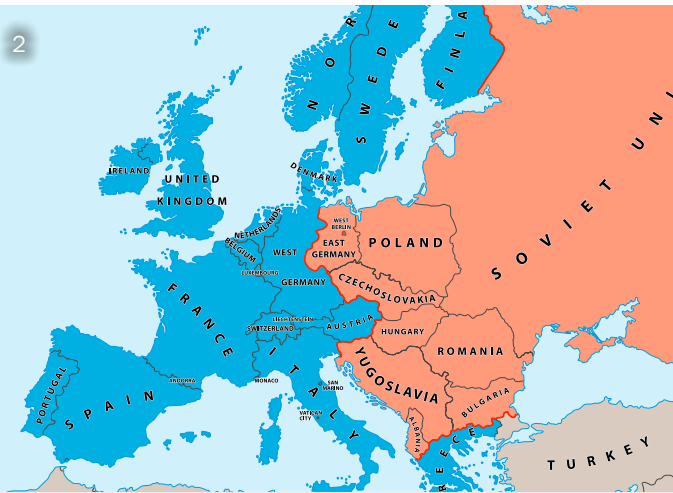 2
NOR
SWEDE
FINLA
SOVIET UNI
IRELAND
UNITED
KINGDOM
DENMARK
NETHERLANDS
BELGIUM
LUXEMBOURG
WEST
GERMANY
WEST
BERLIN
EAST
GERMANY
POLAND
CZECHOSLOVAKIA
FRANCE
LIECHTENSTEIN
SWITZERLAND
AUSTRIA
HUNGARY
ROMANIA
YUGOSLAVIA
BULGARIA
ALBANIA
PORTUGAL
SPAIN
ANDORRA
MONACO
ITALY
SAN
MARINO
VATICAN
CITY
REECE
TURKEY